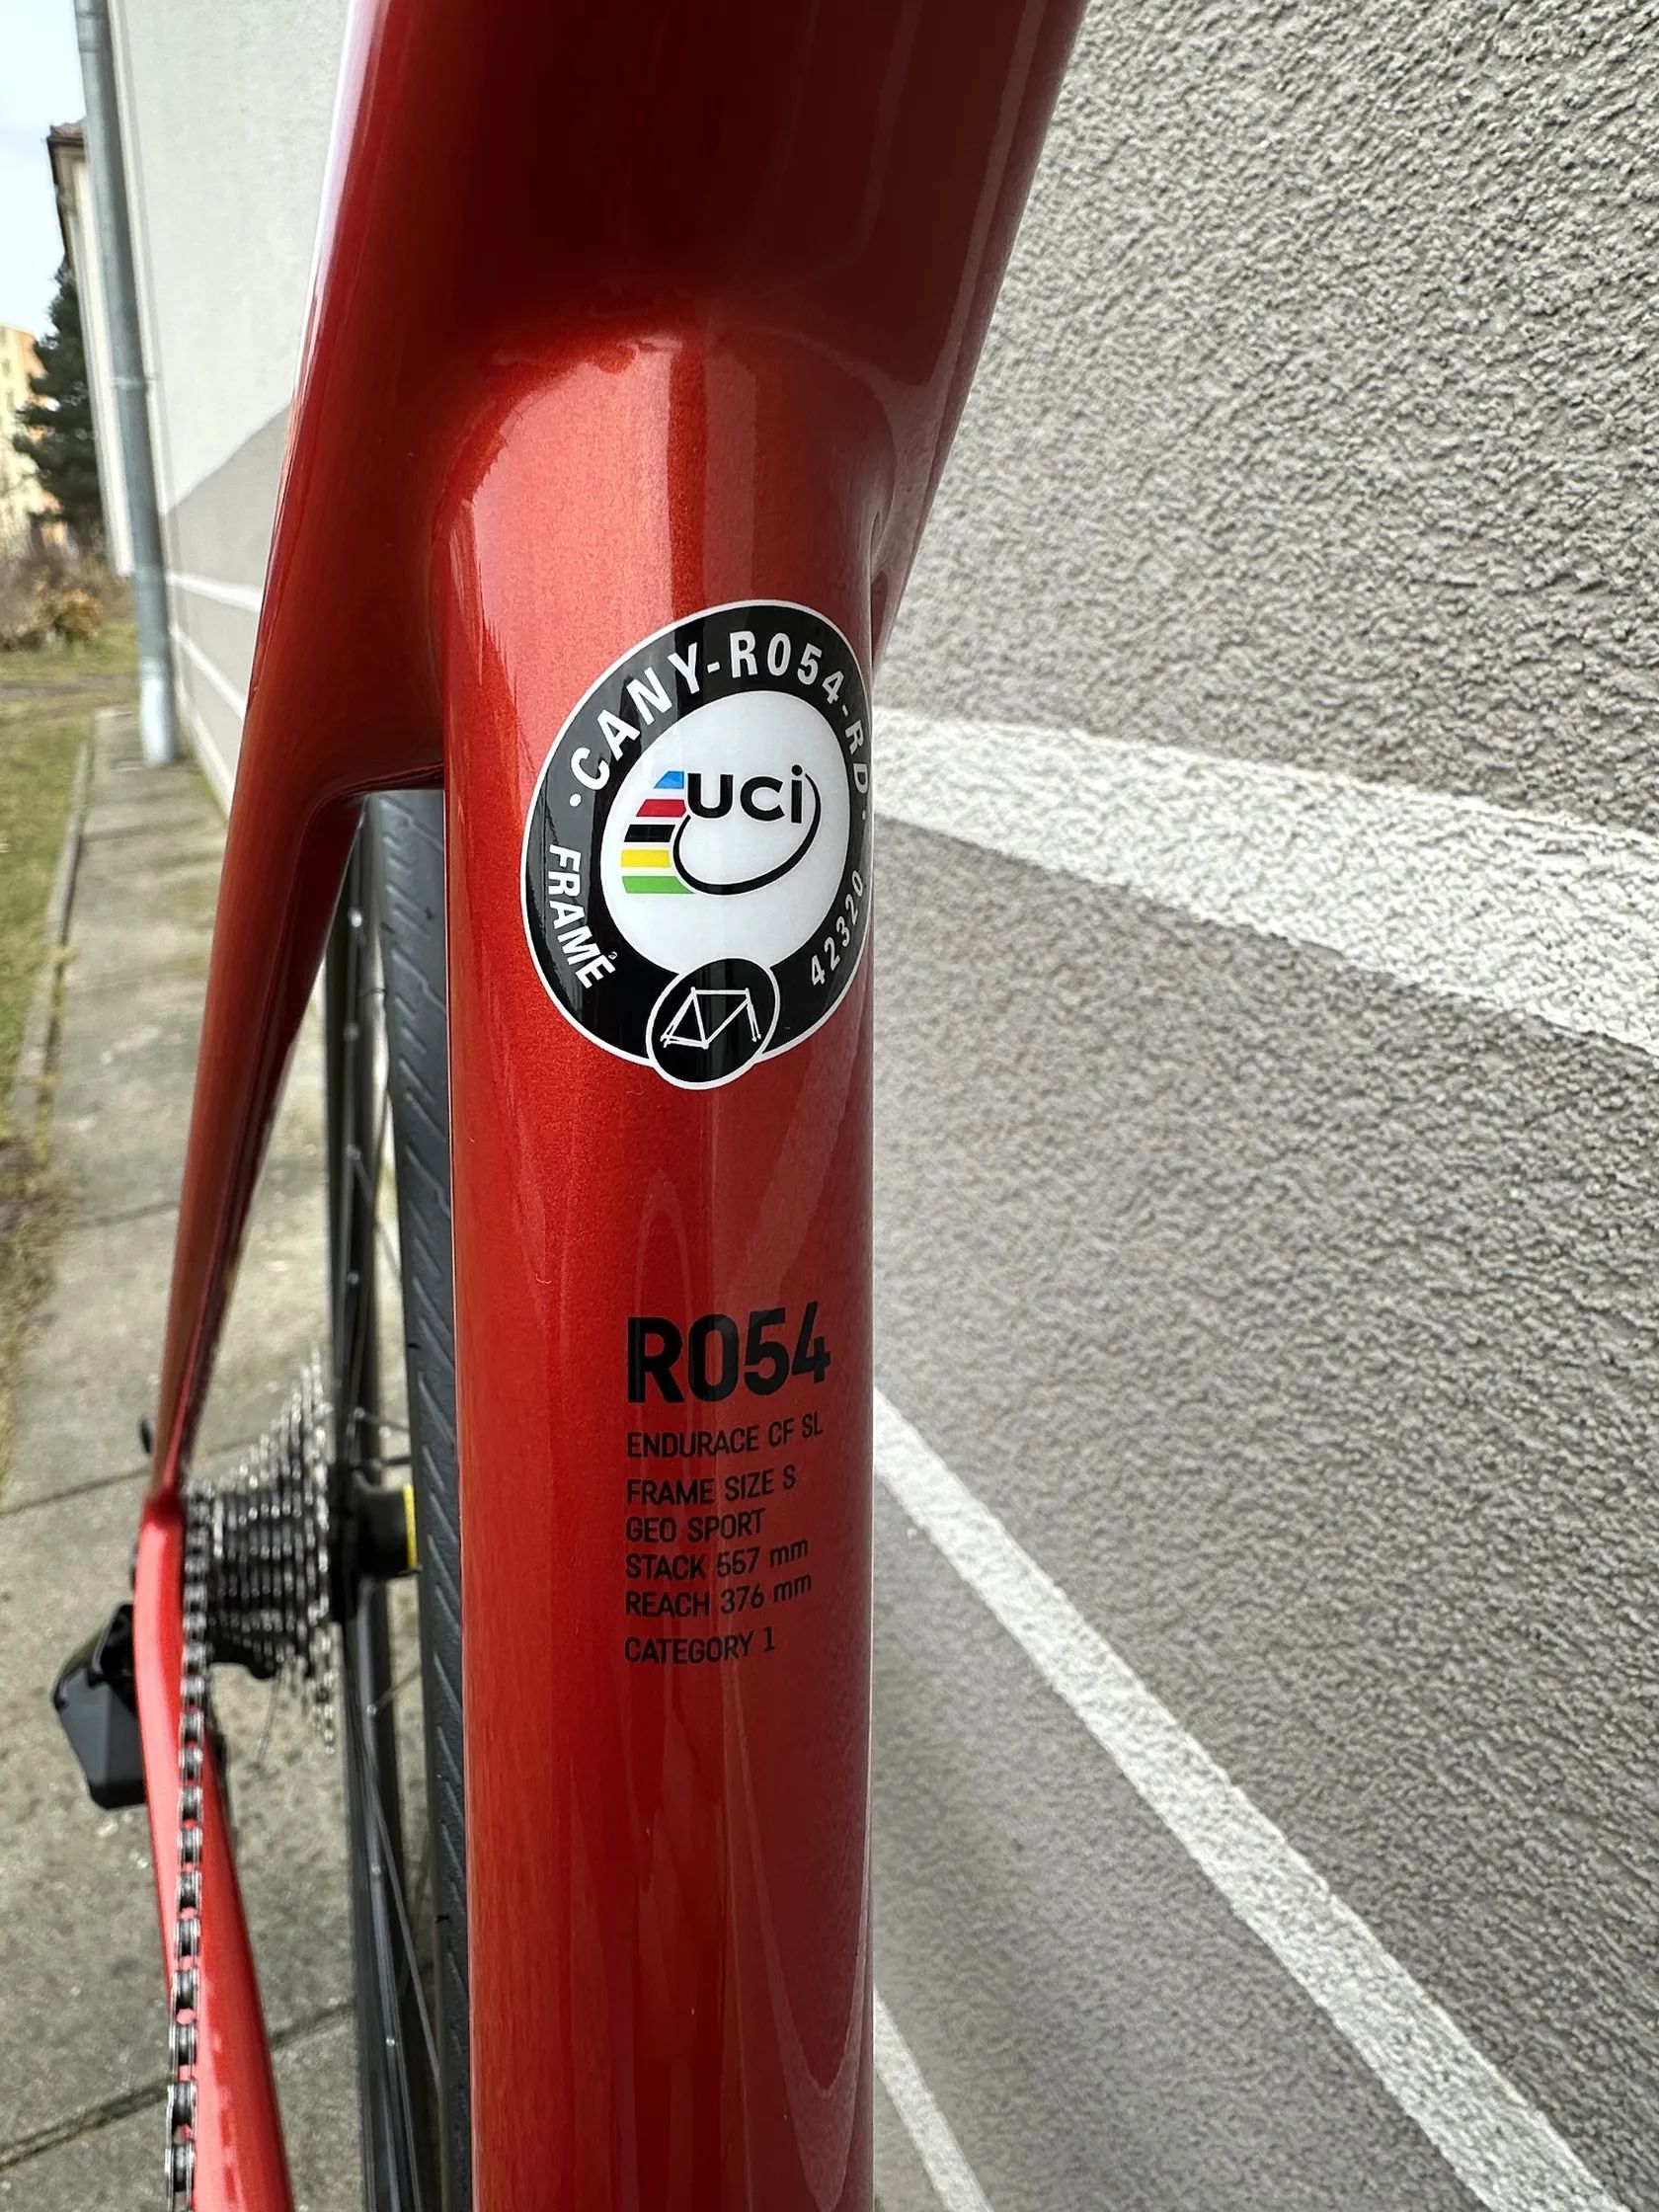 ·CANY-R054-RD·
uci
FRAME
42320
R054
ENDURACE CF SL
FRAME SIZE S
GEO SPORT
STACK 557 mm
REACH 376 mm
CATEGORY 1